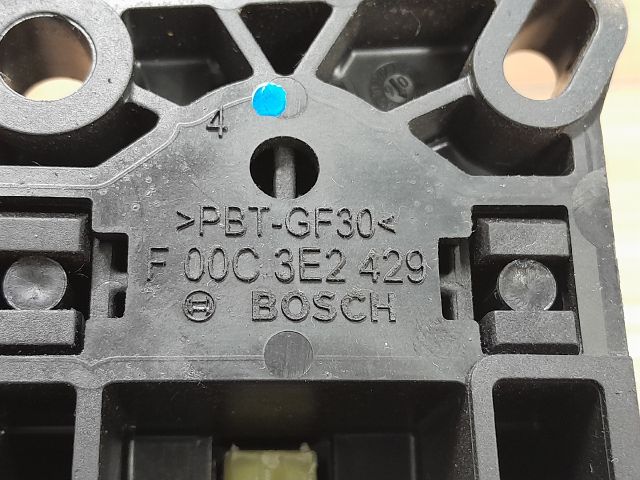 4
>PBT-GF30<
F 00C 3E2 429
BOSCH